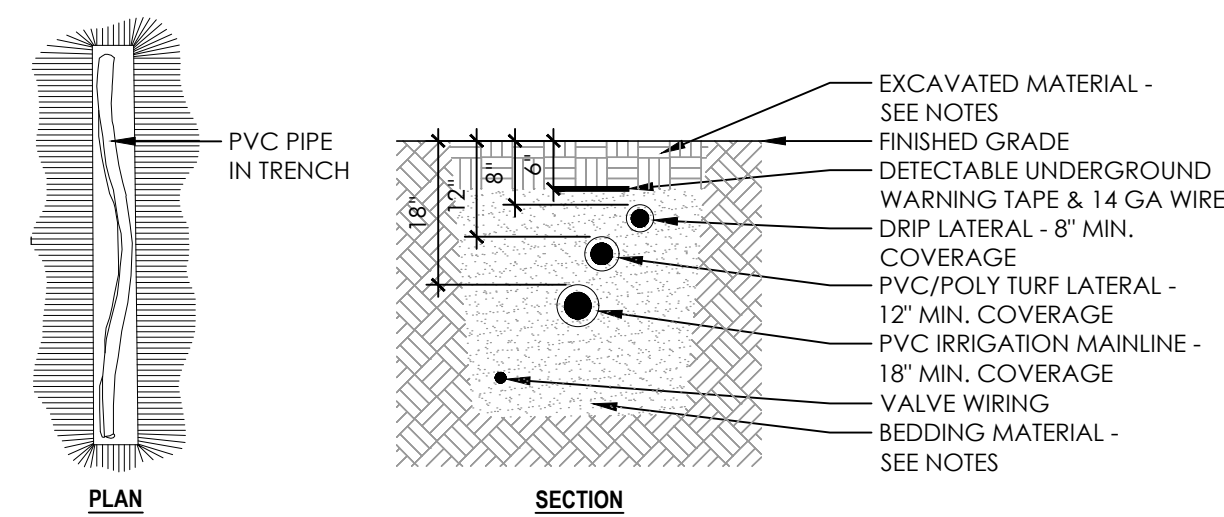 PVC PIPE
IN TRENCH
PLAN
18"
12"
8"
6"
EXCAVATED MATERIAL -
SEE NOTES
FINISHED GRADE
DETECTABLE UNDERGROUND
WARNING TAPE & 14 GA WIRE
DRIP LATERAL - 8" MIN.
COVERAGE
PVC/POLY TURF LATERAL -
12" MIN. COVERAGE
PVC IRRIGATION MAINLINE -
18" MIN. COVERAGE
VALVE WIRING
BEDDING MATERIAL -
SEE NOTES
SECTION